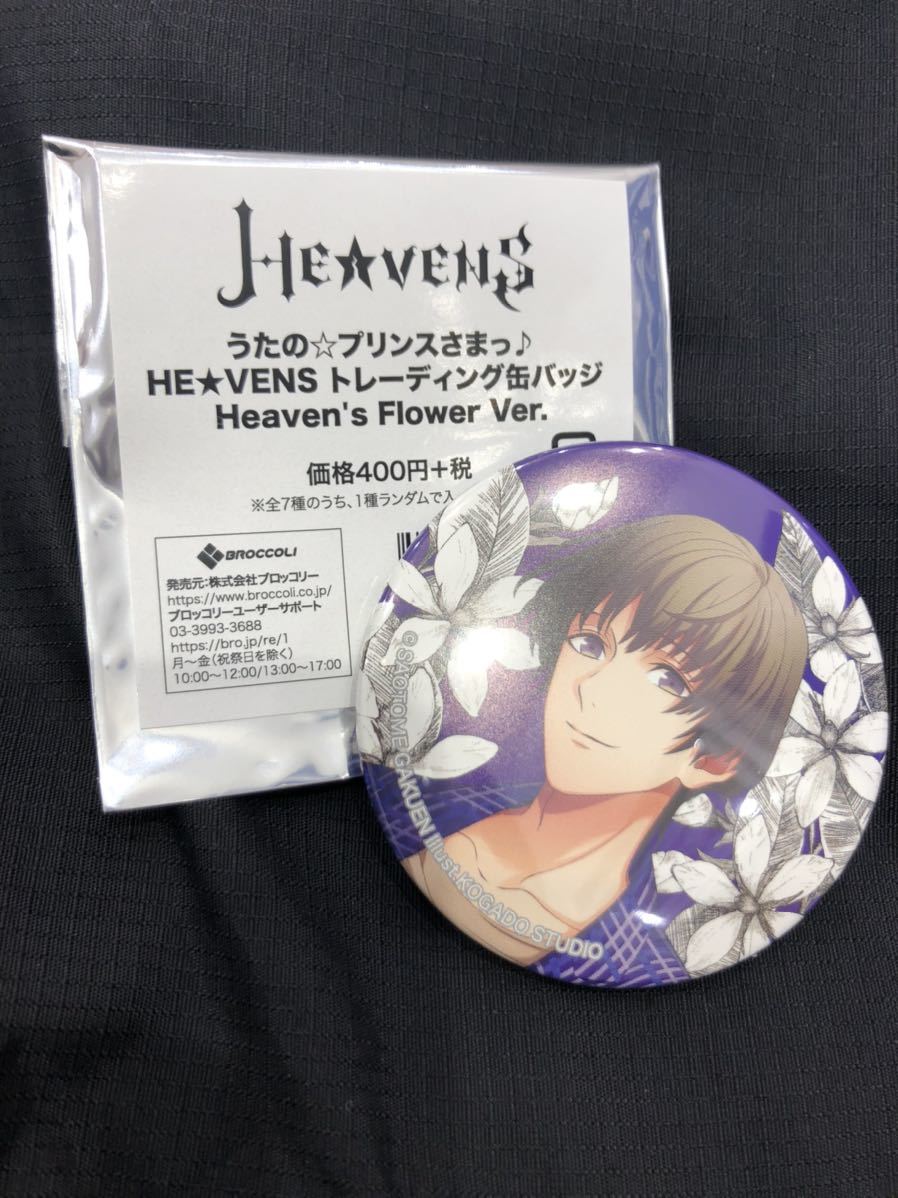 HE★VENS
うたの☆プリンスさまっ♪
HE★VENS トレーディング缶バッジ
Heaven's Flower Ver.
価格400円+税
※全7種のうち、1種ランダムで入
BROCCOLI
発売元:株式会社ブロッコリー
https://www.broccoli.co.jp/
ブロッコリーユーザーサポート
03-3993-3688
https://bro.jp/re/1
月〜金(祝祭日を除く)
10:00〜12:00/13:00〜17:00
©SAOTOME GAKUEN Illust.KOGADO STUDIO